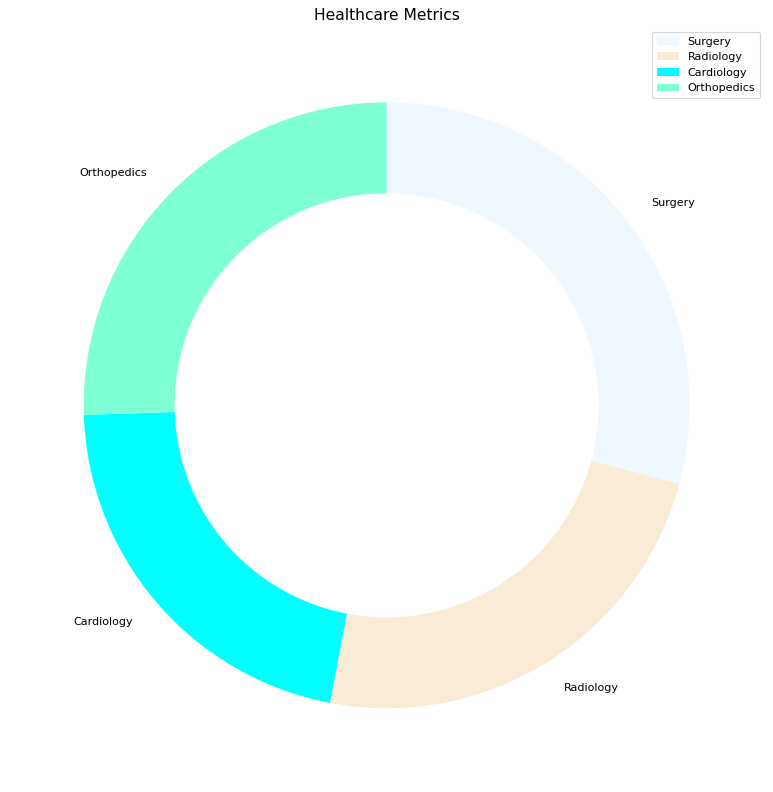 Healthcare Metrics
Surgery
Radiology
Cardiology
Orthopedics
Orthopedics
Surgery
Cardiology
Radiology